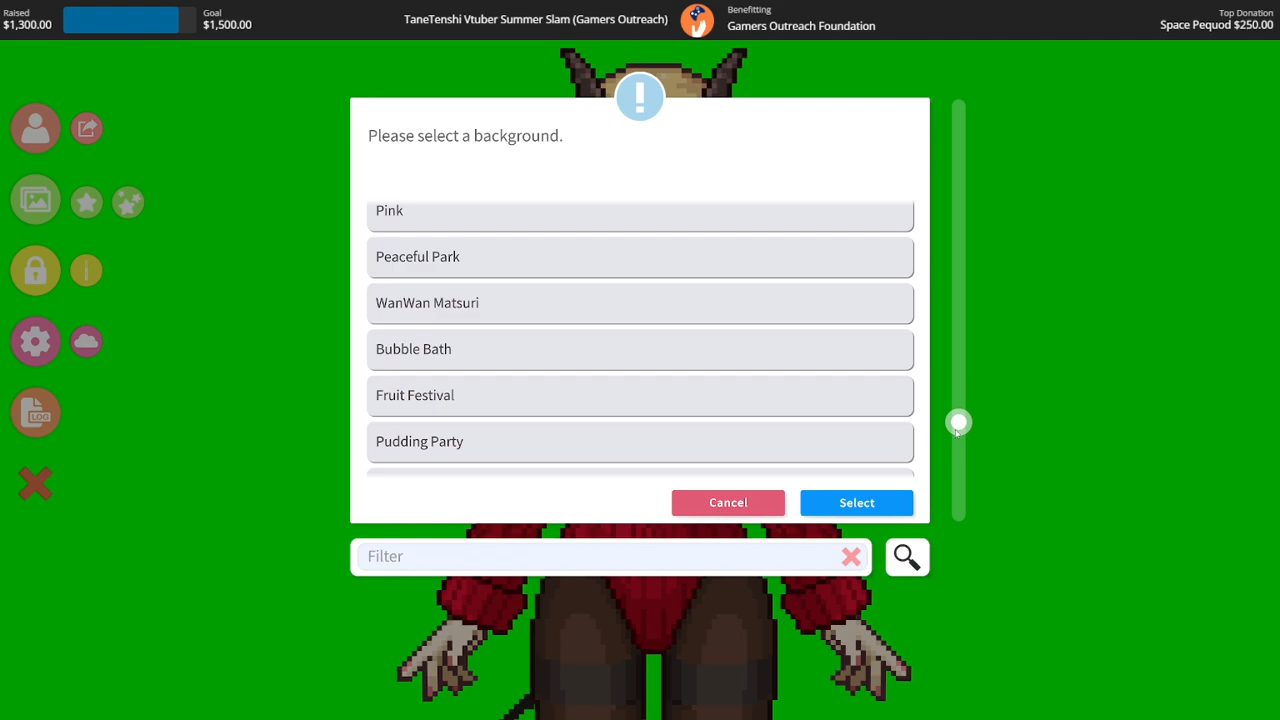 Raised
$1,300.00
Goal
$1,500.00
TaneTenshi Vtuber Summer Slam (Gamers Outreach)
Benefitting
Gamers Outreach Foundation
Top Donation
Space Pequod $250.00
Please select a background.
Pink
Peaceful Park
WanWan Matsuri
Bubble Bath
Fruit Festival
Pudding Party
Cancel
Select
Filter
LOG